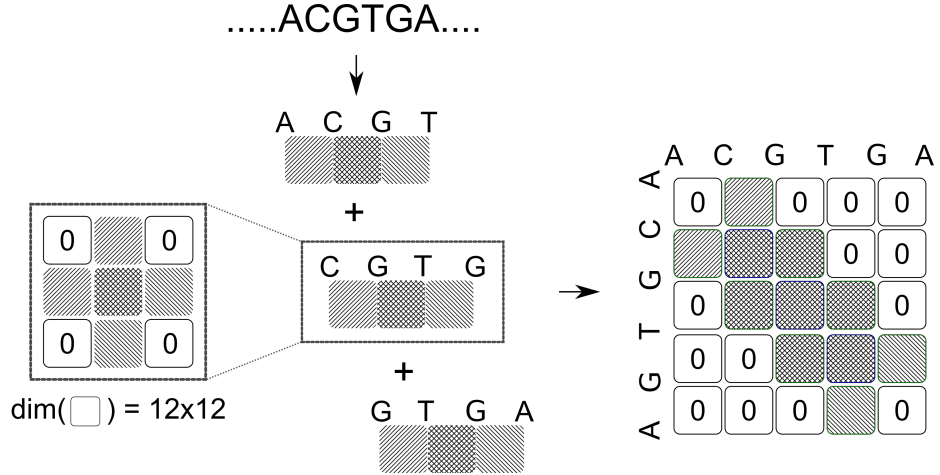 .....ACGTGA....
A C G T
+
C G T G
+
G T G A
0 0
0 0
dim( ) = 12x12
A C G T G A
A C G T G A
0 0 0 0
0 0
0 0
0 0
0 0 0 0